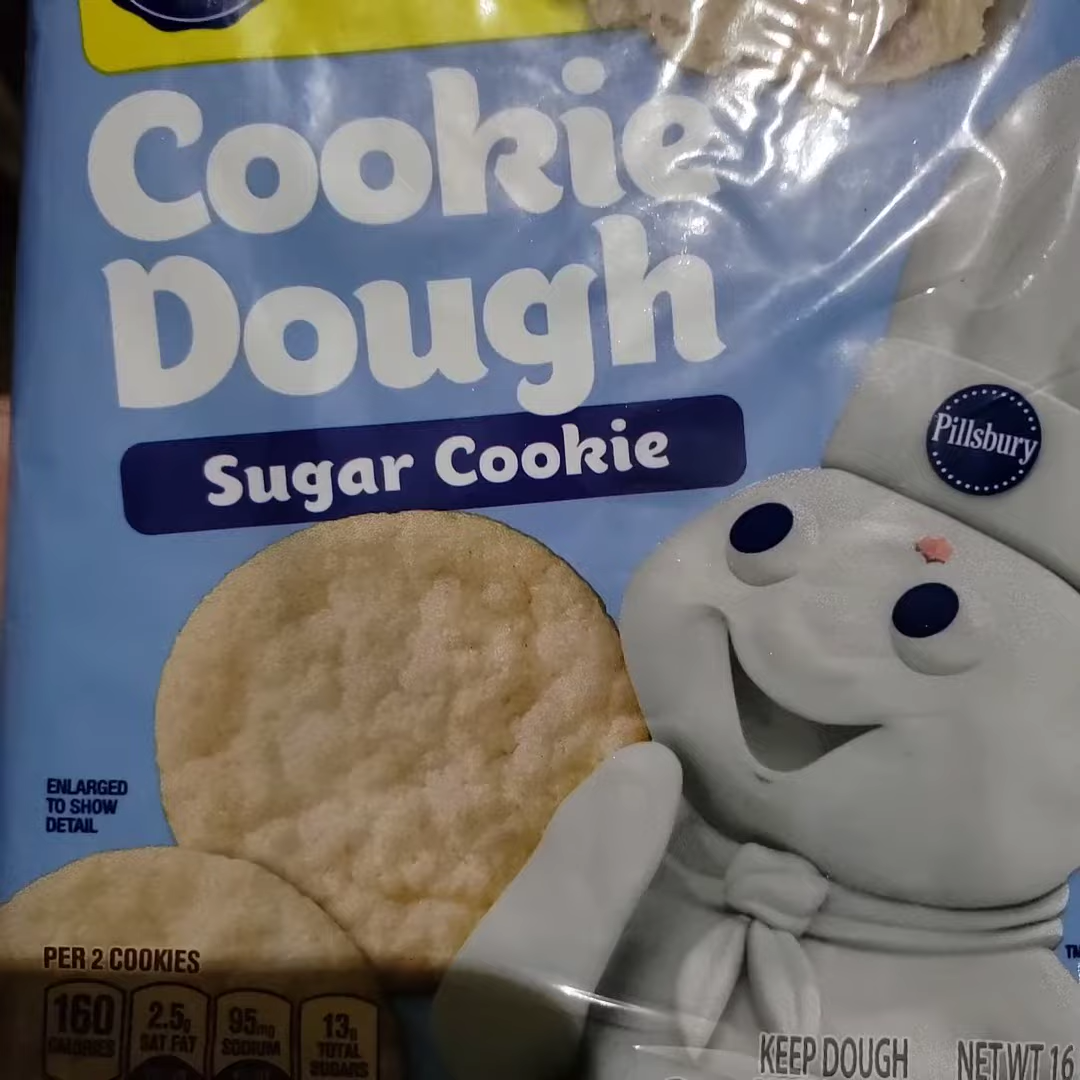 Cookie
Dough
Sugar Cookie
Pillsbury
ENLARGED
TO SHOW
DETAIL
PER 2 COOKIES
160
CALORIES
2.5g
SAT FAT
95mg
SODIUM
13g
TOTAL
SUGARS
TM
KEEP DOUGH
NET WT 16